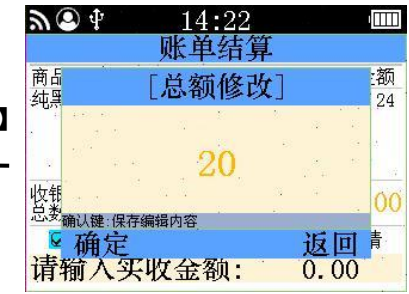 14:22
账单结算
商品
额
纯黑
24
[总额修改]
20
收银
00
总数
确认键:保存编辑内容
确定 返回
请输入实收金额: 0.00